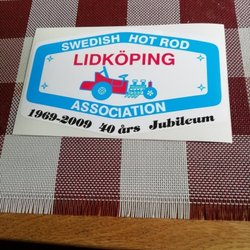 SWEDISH HOT ROD
LIDKÖPING
ASSOCIATION
1969-2009 40 års Jubileum